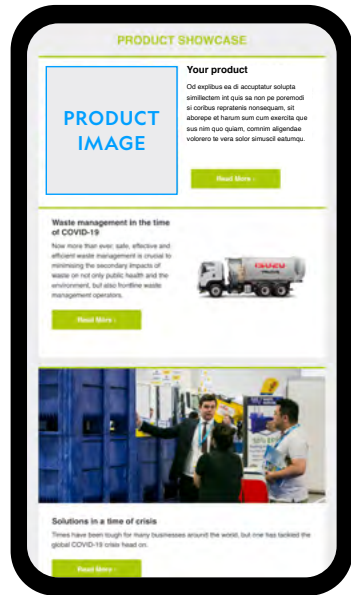 PRODUCT SHOWCASE
PRODUCT
IMAGE
Your product
Od explibus ea di accuptatur solupta
simillectem int quis sa non pe poremodi
si coribus repratenis nonsequam, sit
aborepe et harum sum cum exercita que
sus nim quo quiam, comnim aligendae
volorero te vera solor simuscil eatumqu.
Read More ›
Waste management in the time
of COVID-19
Now more than ever, safe, effective and
efficient waste management is crucial to
minimising the secondary impacts of
waste on not only public health and the
environment, but also frontline waste
management operators.
ISUZU
TRUCKS
Read More ›
Solutions in a time of crisis
Times have been tough for many businesses around the world, but one has tackled the
global COVID-19 crisis head on.
Read More ›